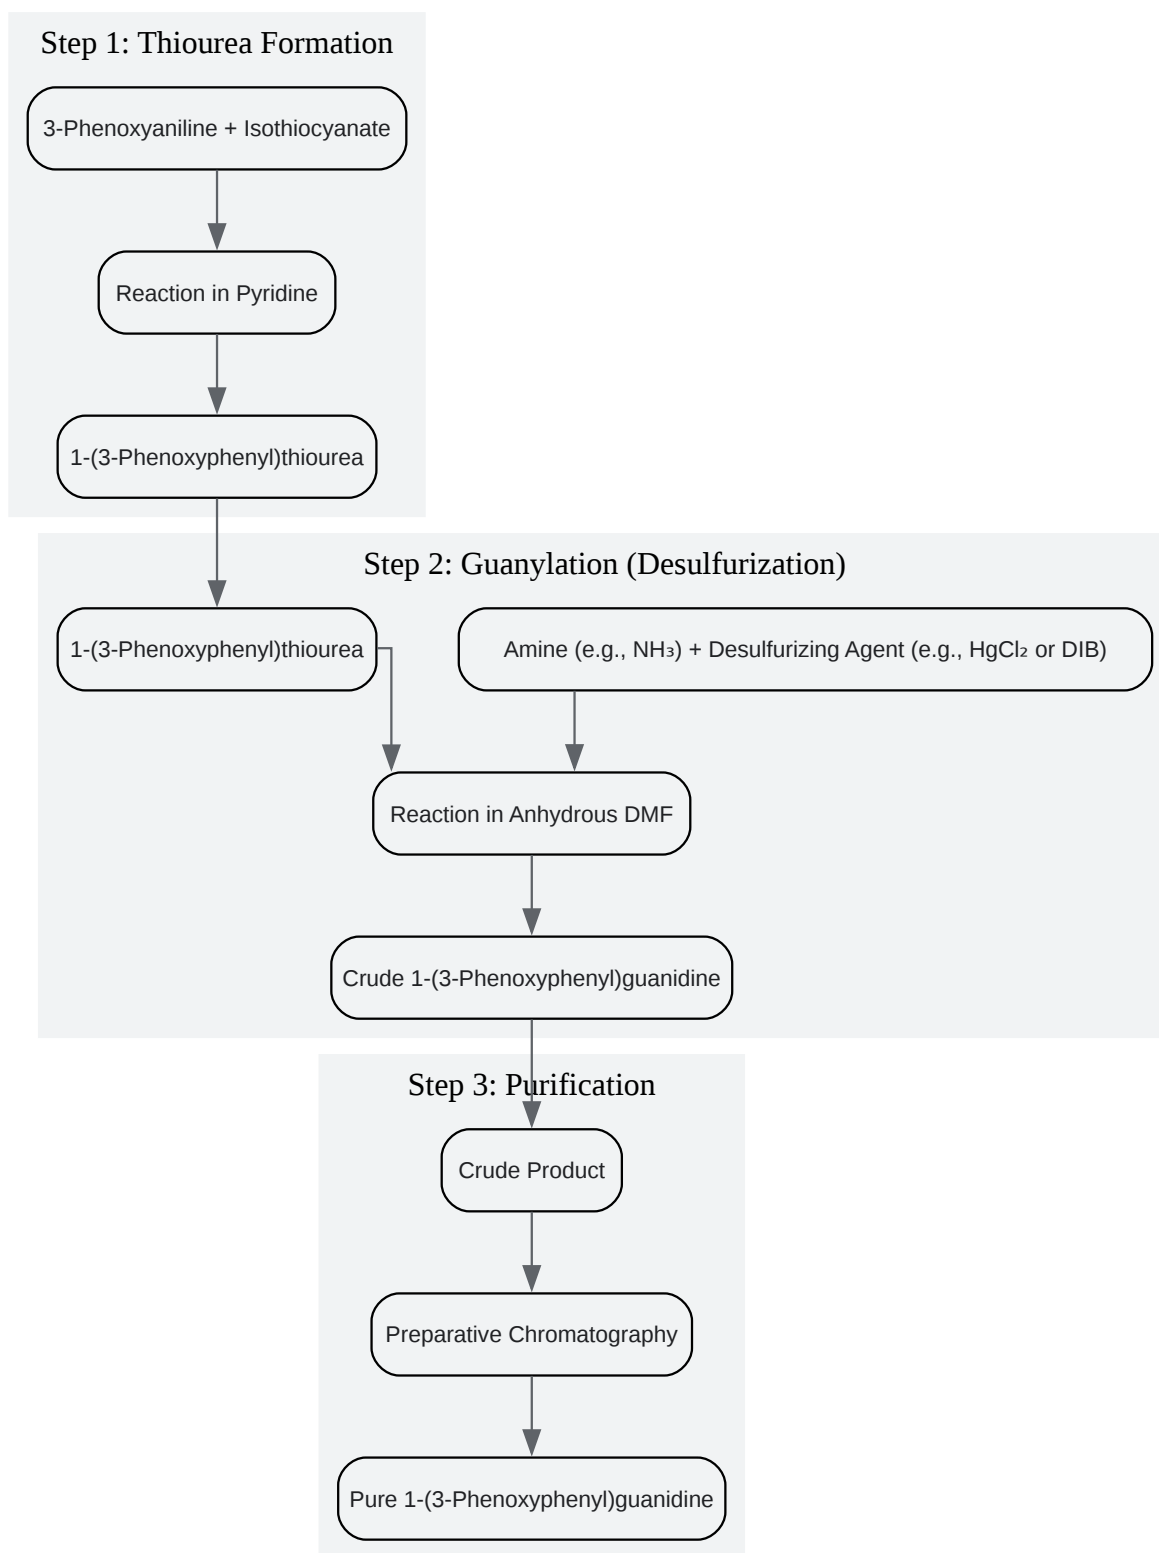 Step 1: Thiourea Formation
3-Phenoxyaniline + Isothiocyanate
Reaction in Pyridine
1-(3-Phenoxyphenyl)thiourea
Step 2: Guanylation (Desulfurization)
1-(3-Phenoxyphenyl)thiourea
Amine (e.g., NH₃) + Desulfurizing Agent (e.g., HgCl₂ or DIB)
Reaction in Anhydrous DMF
Crude 1-(3-Phenoxyphenyl)guanidine
Step 3: Purification
Crude Product
Preparative Chromatography
Pure 1-(3-Phenoxyphenyl)guanidine